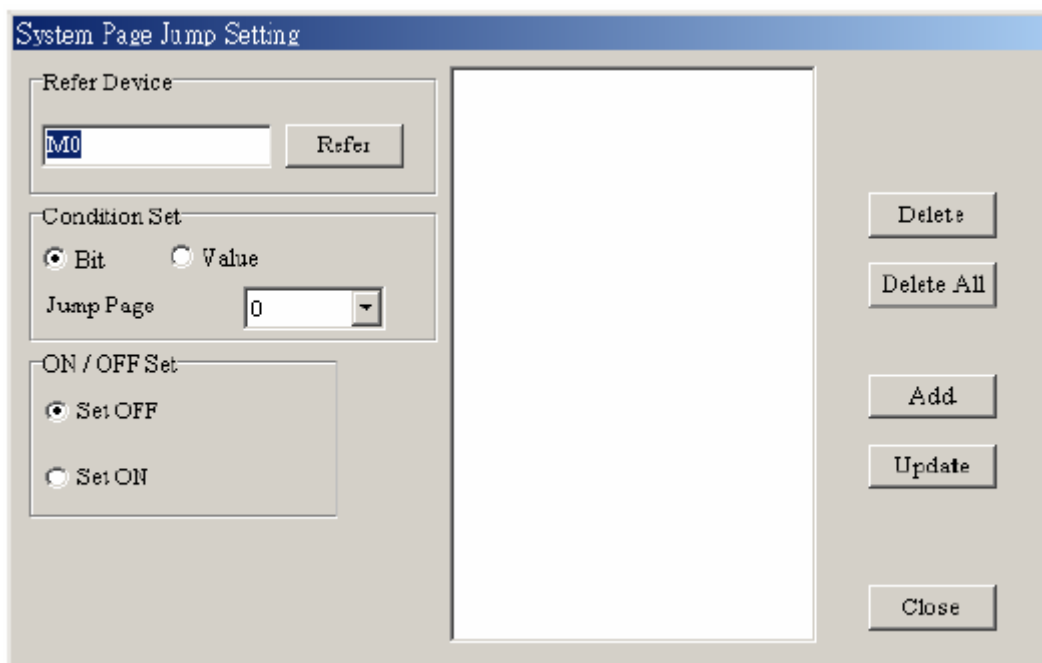 System Page Jump Setting
Refer Device
M0
Refer
Condition Set
Bit
Value
Jump Page
0
ON / OFF Set
Set OFF
Set ON
Delete
Delete All
Add
Update
Close